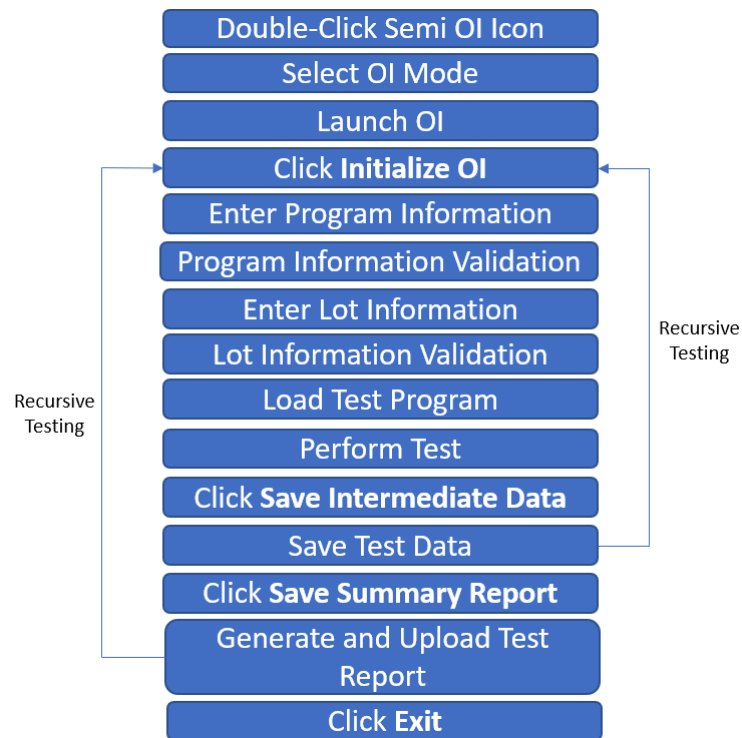 Double-Click Semi OI Icon
Select OI Mode
Launch OI
Click Initialize OI
Enter Program Information
Program Information Validation
Enter Lot Information
Lot Information Validation
Load Test Program
Perform Test
Click Save Intermediate Data
Save Test Data
Click Save Summary Report
Generate and Upload Test
Report
Click Exit
Recursive
Testing
Recursive
Testing